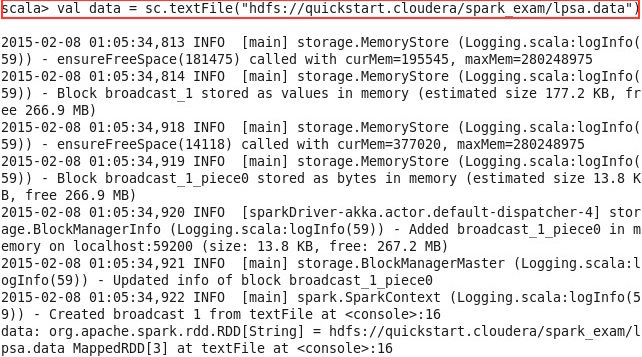 scala> val data = sc.textFile("hdfs://quickstart.cloudera/spark_exam/lpsa.data")
2015-02-08 01:05:34,813 INFO  [main] storage.MemoryStore (Logging.scala:logInfo(
59)) - ensureFreeSpace(181475) called with curMem=195545, maxMem=280248975
2015-02-08 01:05:34,814 INFO  [main] storage.MemoryStore (Logging.scala:logInfo(
59)) - Block broadcast_1 stored as values in memory (estimated size 177.2 KB, fr
ee 266.9 MB)
2015-02-08 01:05:34,918 INFO  [main] storage.MemoryStore (Logging.scala:logInfo(
59)) - ensureFreeSpace(14118) called with curMem=377020, maxMem=280248975
2015-02-08 01:05:34,919 INFO  [main] storage.MemoryStore (Logging.scala:logInfo(
59)) - Block broadcast_1_piece0 stored as bytes in memory (estimated size 13.8 K
B, free 266.9 MB)
2015-02-08 01:05:34,920 INFO  [sparkDriver-akka.actor.default-dispatcher-4] stor
age.BlockManagerInfo (Logging.scala:logInfo(59)) - Added broadcast_1_piece0 in m
emory on localhost:59200 (size: 13.8 KB, free: 267.2 MB)
2015-02-08 01:05:34,921 INFO  [main] storage.BlockManagerMaster (Logging.scala:l
ogInfo(59)) - Updated info of block broadcast_1_piece0
2015-02-08 01:05:34,922 INFO  [main] spark.SparkContext (Logging.scala:logInfo(5
9)) - Created broadcast 1 from textFile at <console>:16
data: org.apache.spark.rdd.RDD[String] = hdfs://quickstart.cloudera/spark_exam/l
psa.data MappedRDD[3] at textFile at <console>:16